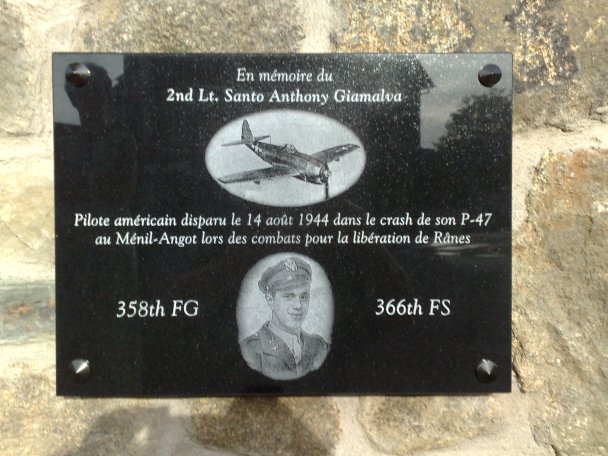 En mémoire du
2nd Lt. Santo Anthony Giamalva
Pilote américain disparu le 14 août 1944 dans le crash de son P-47
au Ménil-Angot lors des combats pour la libération de Rânes
358th FG
366th FS